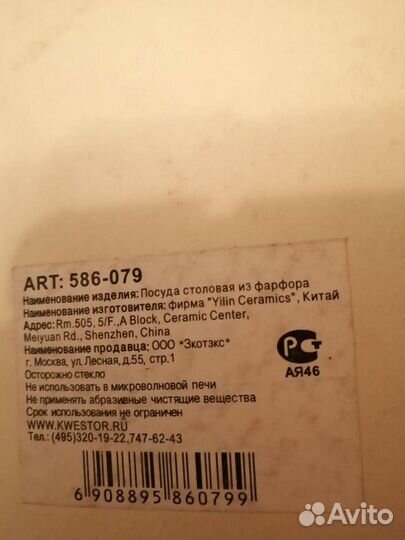 ART: 586-079
Наименование изделия: Посуда столовая из фарфора
Наименование изготовителя: фирма "Yilin Ceramics", Китай
Адрес: Rm.505, 5/F.,A Block, Ceramic Center,
Meiyuan Rd., Shenzhen, China
Наименование продавца: ООО "Экотэкс"
г. Москва, ул. Лесная, д.55, стр.1
Осторожно стекло
Не использовать в микроволновой печи
Не применять абразивные чистящие вещества
Срок использования не ограничен
WWW.KWESTOR.RU
Тел.: (495)320-19-22,747-62-43
РСТ
АЯ46
6 908895 860799
Avito